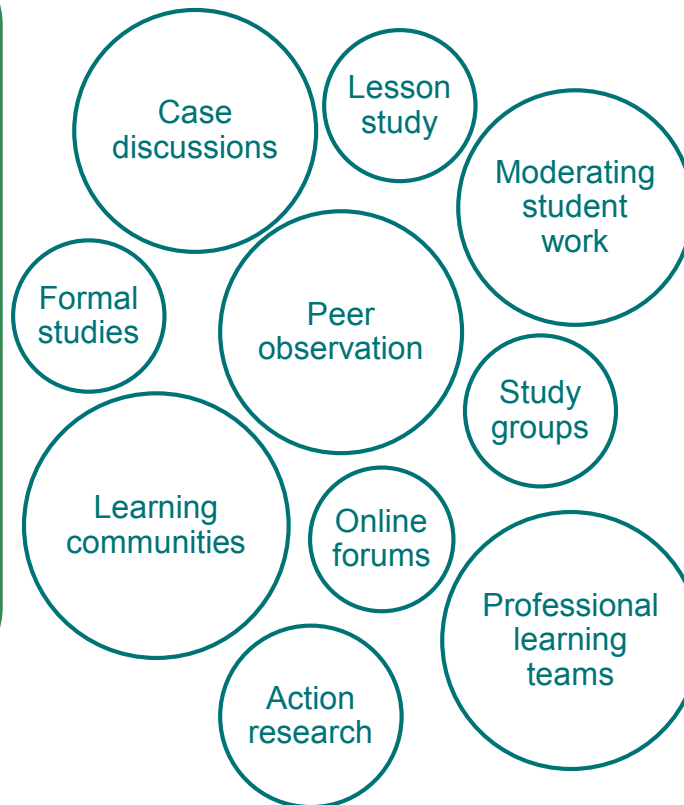 Case
discussions
Lesson
study
Moderating
student
work
Formal
studies
Peer
observation
Study
groups
Learning
communities
Online
forums
Professional
learning
teams
Action
research